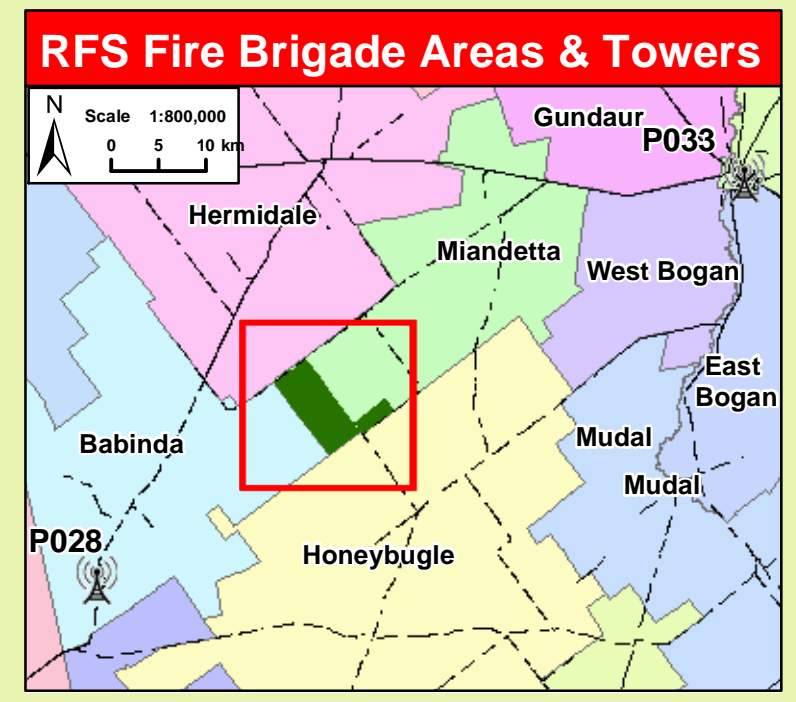 RFS Fire Brigade Areas & Towers
N
Scale 1:800,000
0 5 10 km
Gundaur
P033
Hermidale
Miandetta
West Bogan
East
Bogan
Babinda
Mudal
Mudal
P028
Honeybugle